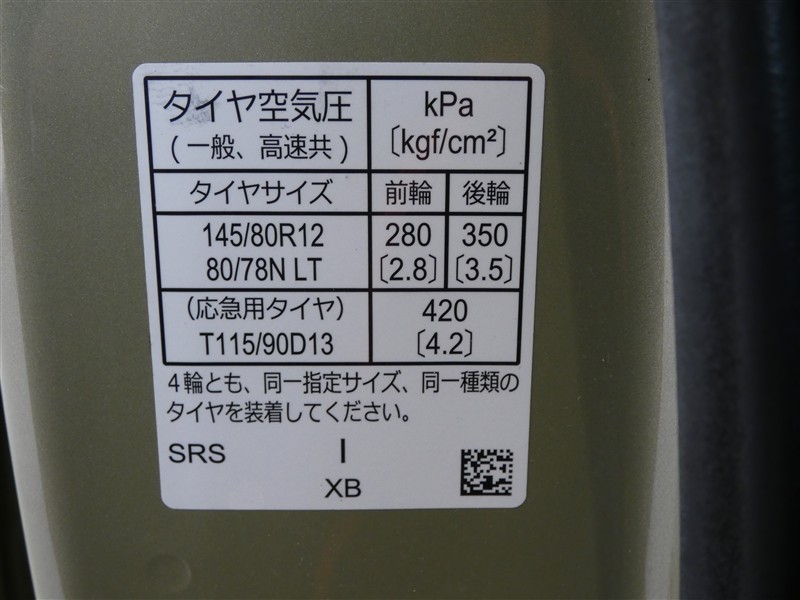 タイヤ空気圧
(一般、高速共)
kPa
〔kgf/cm²〕
タイヤサイズ 前輪 後輪
145/80R12
80/78N LT
280
〔2.8〕
350
〔3.5〕
(応急用タイヤ)
T115/90D13
420
〔4.2〕
4輪とも、同一指定サイズ、同一種類の
タイヤを装着してください。
SRS I
XB